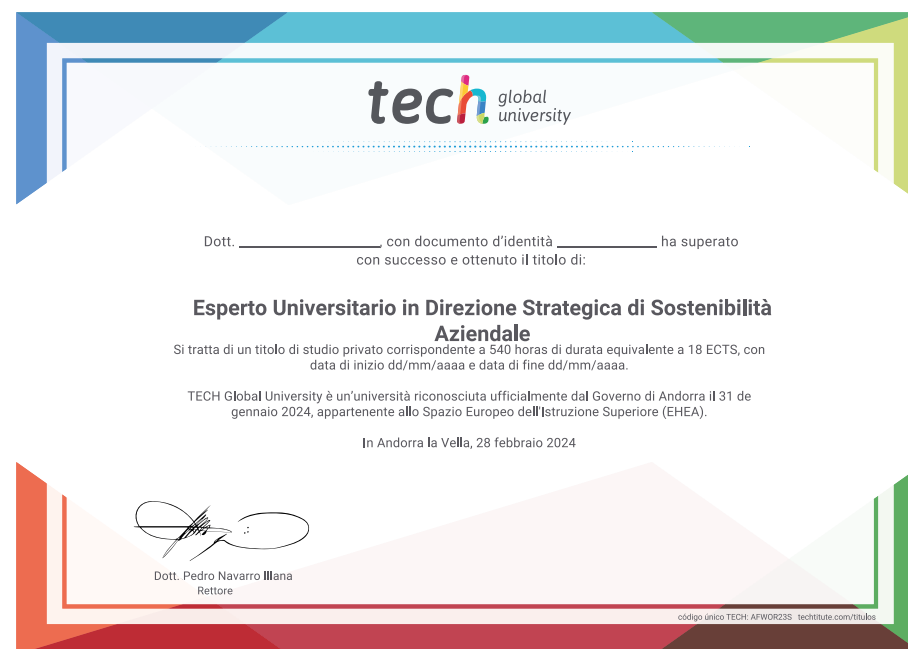 tech global university
Dott. ________________, con documento d'identità ____________ ha superato
con successo e ottenuto il titolo di:
Esperto Universitario in Direzione Strategica di Sostenibilità
Aziendale
Si tratta di un titolo di studio privato corrispondente a 540 horas di durata equivalente a 18 ECTS, con
data di inizio dd/mm/aaaa e data di fine dd/mm/aaaa.
TECH Global University è un'università riconosciuta ufficialmente dal Governo di Andorra il 31 de
gennaio 2024, appartenente allo Spazio Europeo dell'Istruzione Superiore (EHEA).
In Andorra la Vella, 28 febbraio 2024
Dott. Pedro Navarro Illana
Rettore
código único TECH: AFWOR23S techtitute.com/titulos